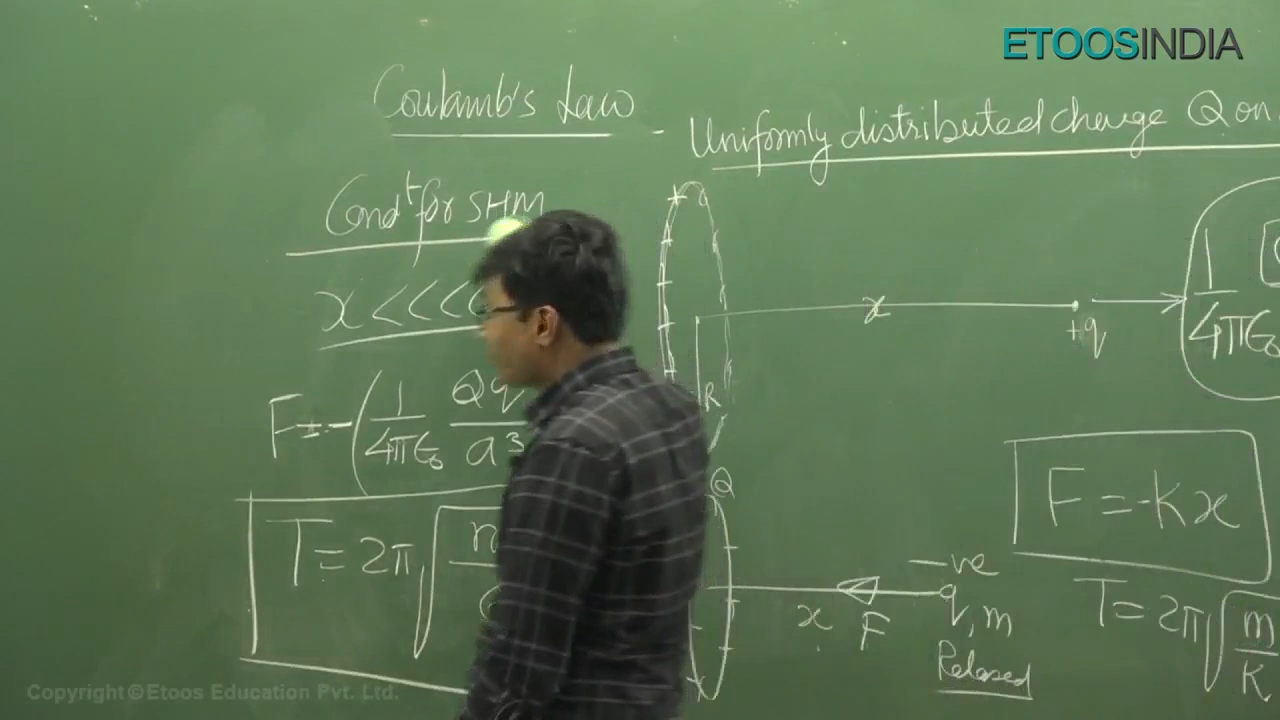 ETOOSINDIA
Coulamb's Law - Uniformly distributed charge Q on
Cond^t for SHM
x <<<<
F = -(1/4πε₀ Qq/a³
T = 2π√
x
+q
1/4πε₀
R
Q
F = -Kx
-ve
q, m
x F
Released
T = 2π√m/K
Copyright © Etoos Education Pvt. Ltd.